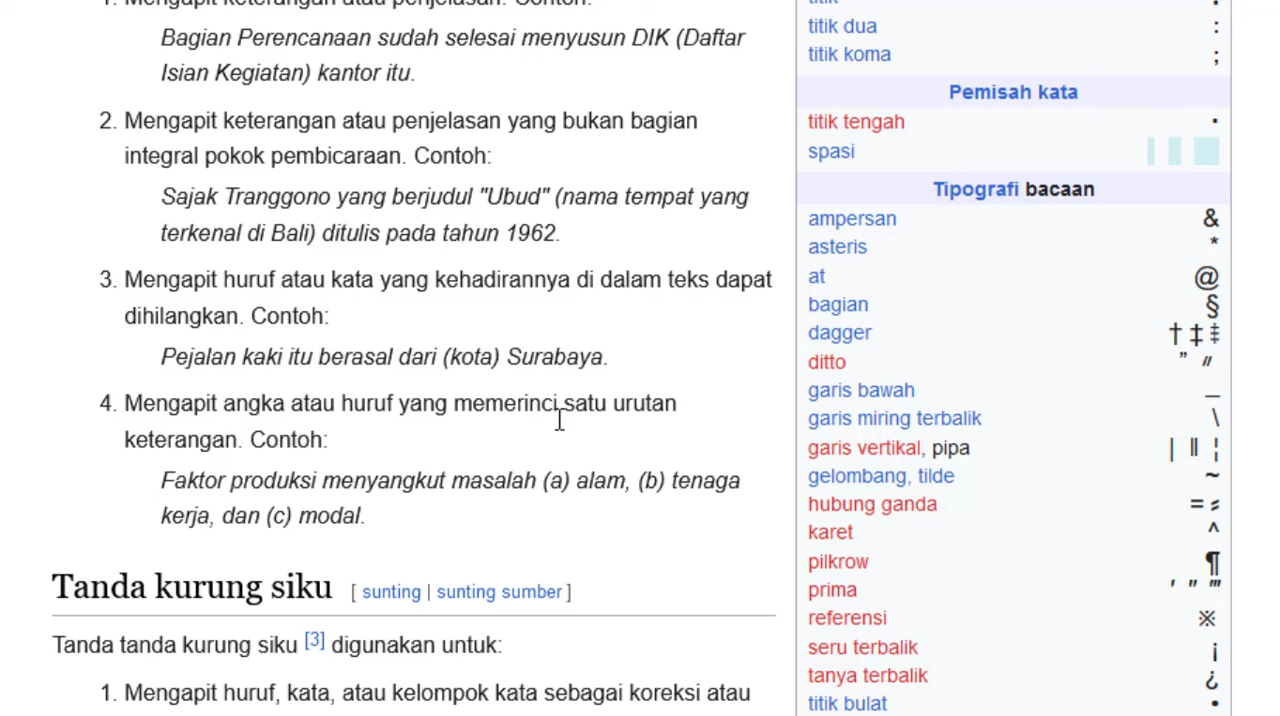 1. Mengapit keterangan atau penjelasan. Contoh:
Bagian Perencanaan sudah selesai menyusun DIK (Daftar
Isian Kegiatan) kantor itu.
2. Mengapit keterangan atau penjelasan yang bukan bagian
integral pokok pembicaraan. Contoh:
Sajak Tranggono yang berjudul "Ubud" (nama tempat yang
terkenal di Bali) ditulis pada tahun 1962.
3. Mengapit huruf atau kata yang kehadirannya di dalam teks dapat
dihilangkan. Contoh:
Pejalan kaki itu berasal dari (kota) Surabaya.
4. Mengapit angka atau huruf yang memerinci satu urutan
keterangan. Contoh:
Faktor produksi menyangkut masalah (a) alam, (b) tenaga
kerja, dan (c) modal.
Tanda kurung siku [ sunting | sunting sumber ]
Tanda tanda kurung siku [3] digunakan untuk:
1. Mengapit huruf, kata, atau kelompok kata sebagai koreksi atau
titik .
titik dua :
titik koma ;
Pemisah kata
titik tengah ·
spasi
Tipografi bacaan
ampersan &
asteris *
at @
bagian §
dagger † ‡ ⸸
ditto ” 〃
garis bawah _
garis miring terbalik \
garis vertikal, pipa | ‖ ¦
gelombang, tilde ~
hubung ganda = ⸗
karet ^
pilkrow ¶
prima ′ ″ ‴
referensi ※
seru terbalik ¡
tanya terbalik ¿
titik bulat •